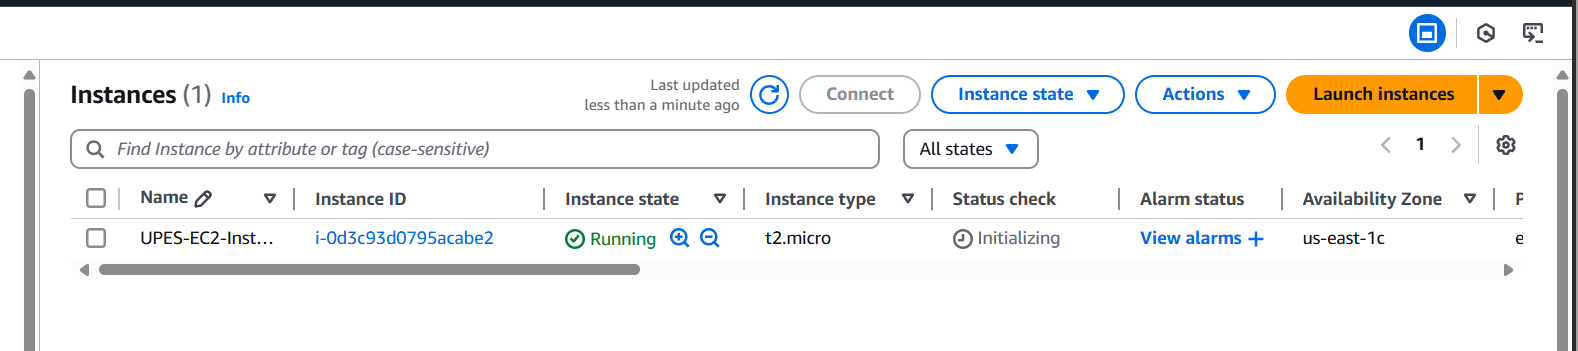 Instances (1) Info
Last updated
less than a minute ago
Connect
Instance state
Actions
Launch instances
Find Instance by attribute or tag (case-sensitive)
All states
1
Name Instance ID Instance state Instance type Status check Alarm status Availability Zone P
UPES-EC2-Inst... i-0d3c93d0795acabe2 Running t2.micro Initializing View alarms + us-east-1c e